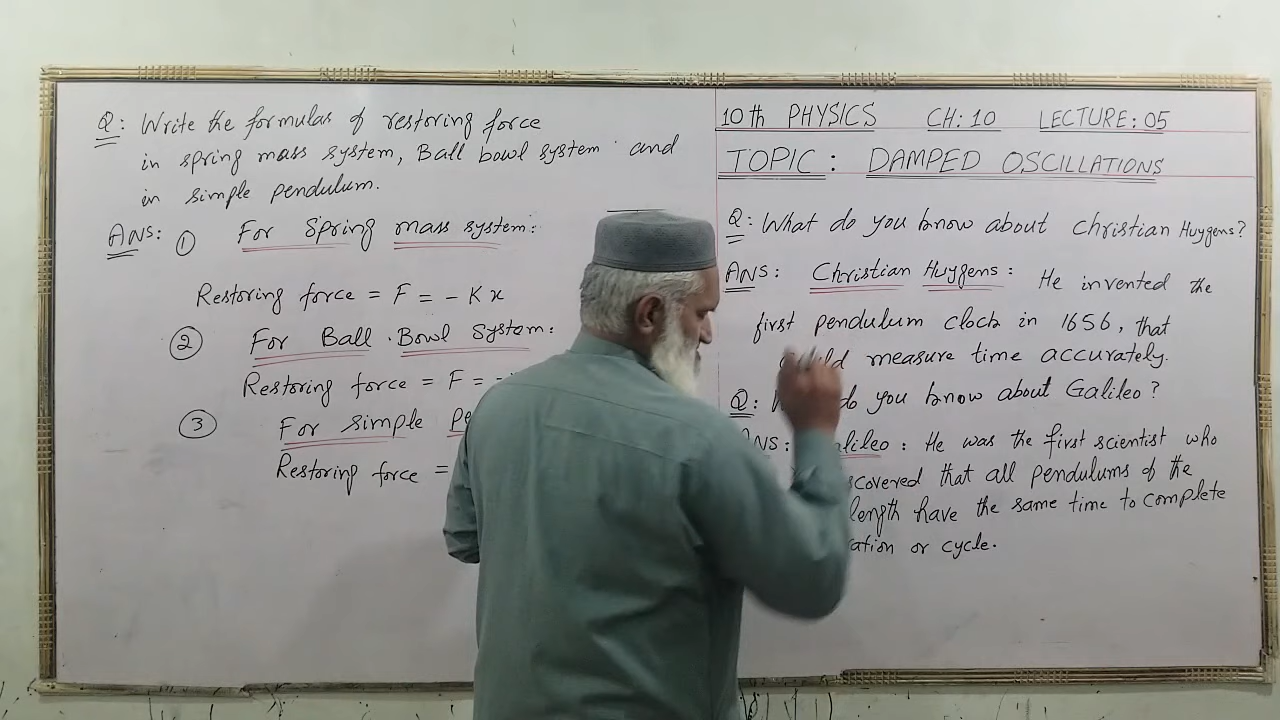 Q: Write the formulas of restoring force
in spring mass system, Ball bowl system and
in simple pendulum.
ANS: 1 For Spring mass system:
Restoring force = F = - K x
2 For Ball . Bowl System:
Restoring force = F = -
3 For simple
Restoring force =
10th PHYSICS CH: 10 LECTURE: 05
TOPIC: DAMPED OSCILLATIONS
Q: What do you know about Christian Huygens?
ANS: Christian Huygens: He invented the
first pendulum clock in 1656, that
measure time accurately.
Q: do you know about Galileo?
: He was the first scientist who
that all pendulums of the
length have the same time to complete
or cycle.